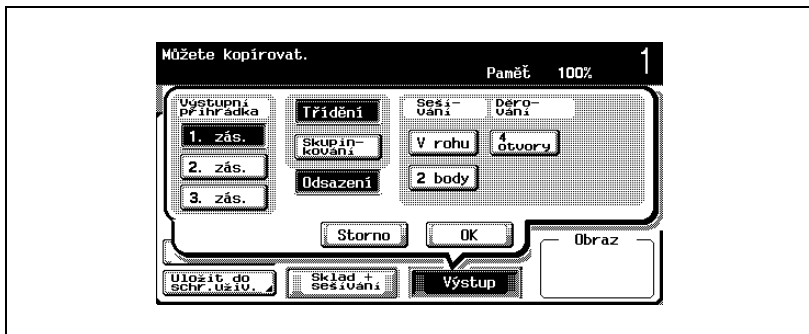 Můžete kopírovat.
Paměť 100% 1
Výstupní
přihrádka
1. zás.
2. zás.
3. zás.
Třídění
Skupin-
kování
Odsazení
Seší-
vání
V rohu
2 body
Děro-
vání
4
otvory
Storno
OK
Obraz
Uložit do
schr.uživ.
Sklad +
sešívání
Výstup